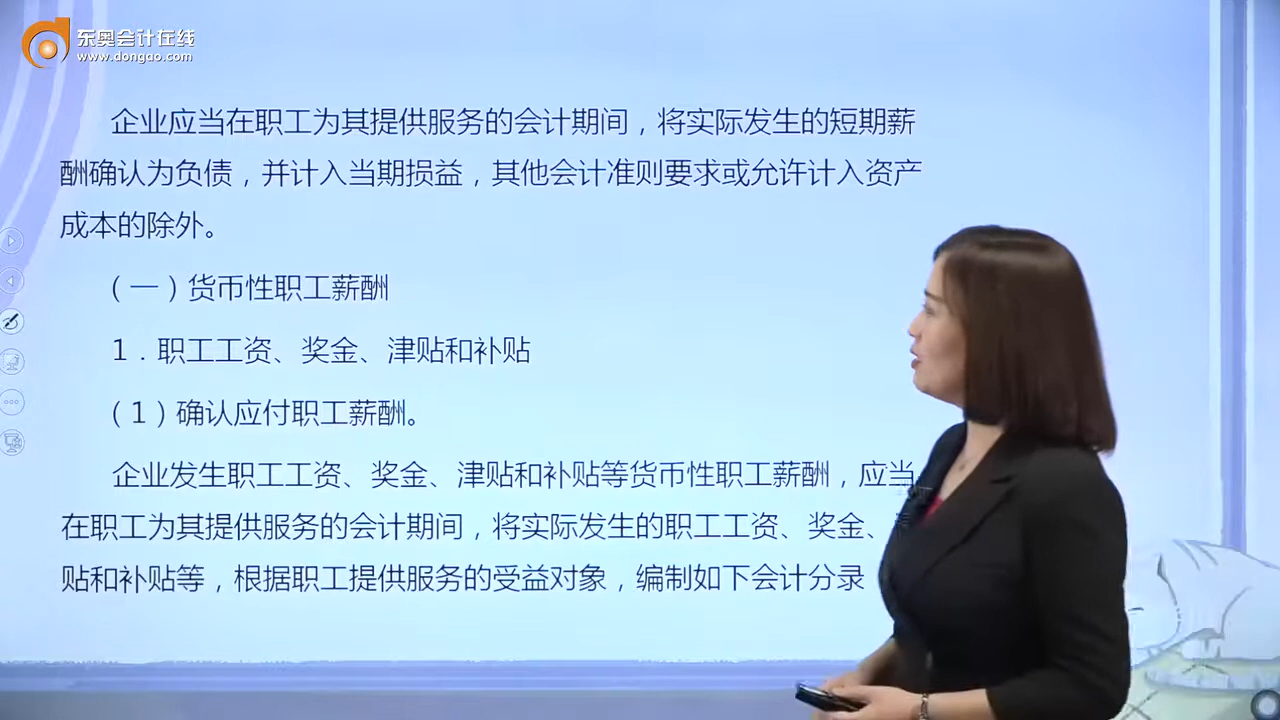 东奥会计在线
www.dongao.com
企业应当在职工为其提供服务的会计期间，将实际发生的短期薪
酬确认为负债，并计入当期损益，其他会计准则要求或允许计入资产
成本的除外。
（一）货币性职工薪酬
1．职工工资、奖金、津贴和补贴
（1）确认应付职工薪酬。
企业发生职工工资、奖金、津贴和补贴等货币性职工薪酬，应当
在职工为其提供服务的会计期间，将实际发生的职工工资、奖金、
贴和补贴等，根据职工提供服务的受益对象，编制如下会计分录